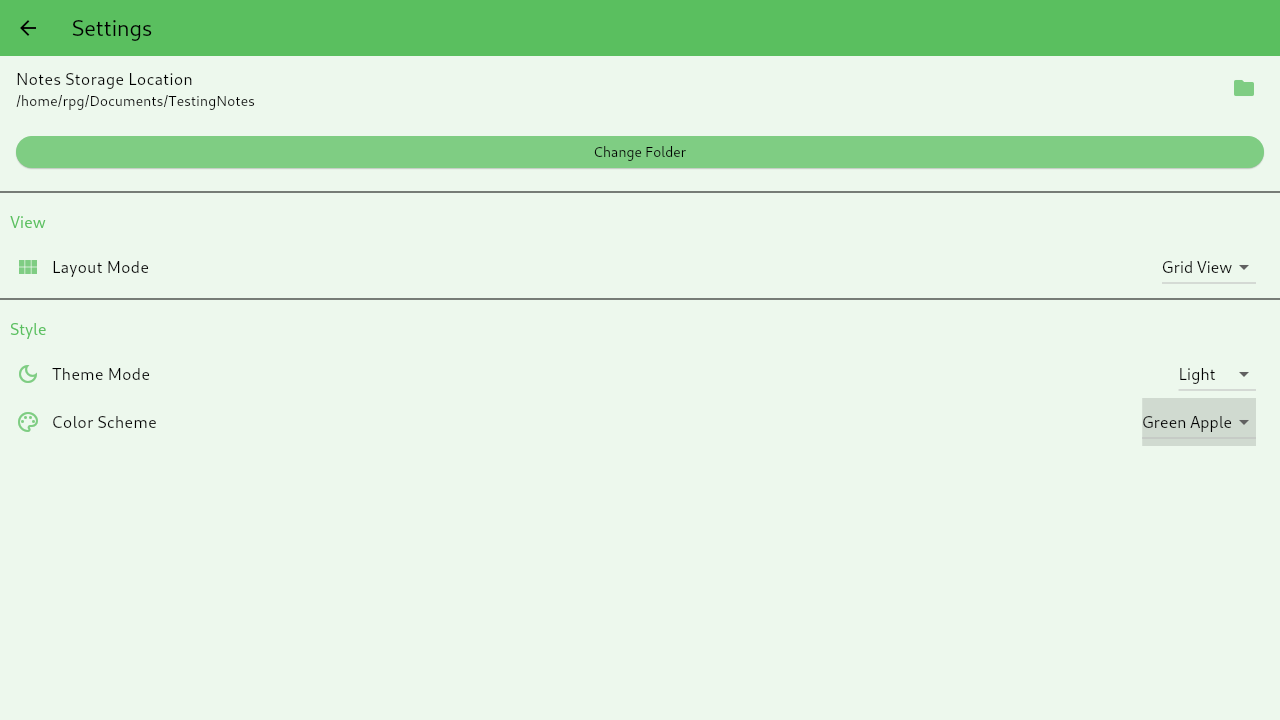 Settings
Notes Storage Location
/home/rpg/Documents/TestingNotes
Change Folder
View
Layout Mode
Grid View
Style
Theme Mode
Light
Color Scheme
Green Apple